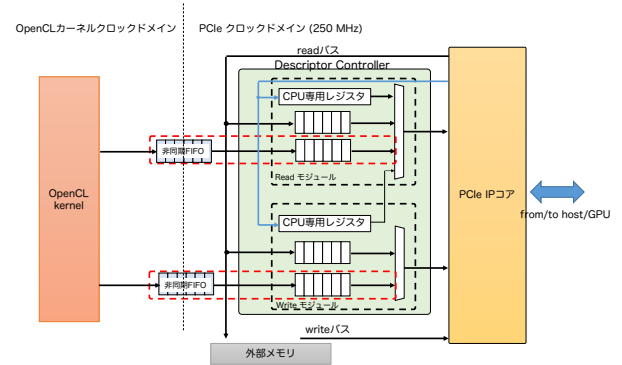 OpenCLカーネルクロックドメイン
PCIe クロックドメイン (250 MHz)
readバス
Descriptor Controller
CPU専用レジスタ
非同期FIFO
Read モジュール
OpenCL
kernel
PCIe IPコア
from/to host/GPU
CPU専用レジスタ
非同期FIFO
Write モジュール
writeバス
外部メモリ